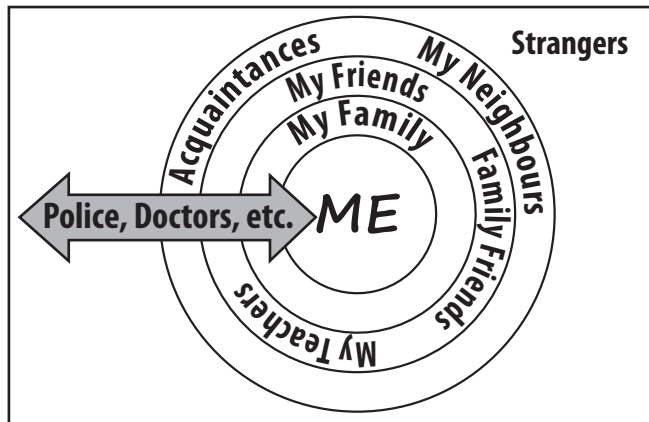 Strangers
Acquaintances
My Neighbours
My Friends
My Family
Family Friends
My Teachers
Police, Doctors, etc.
ME